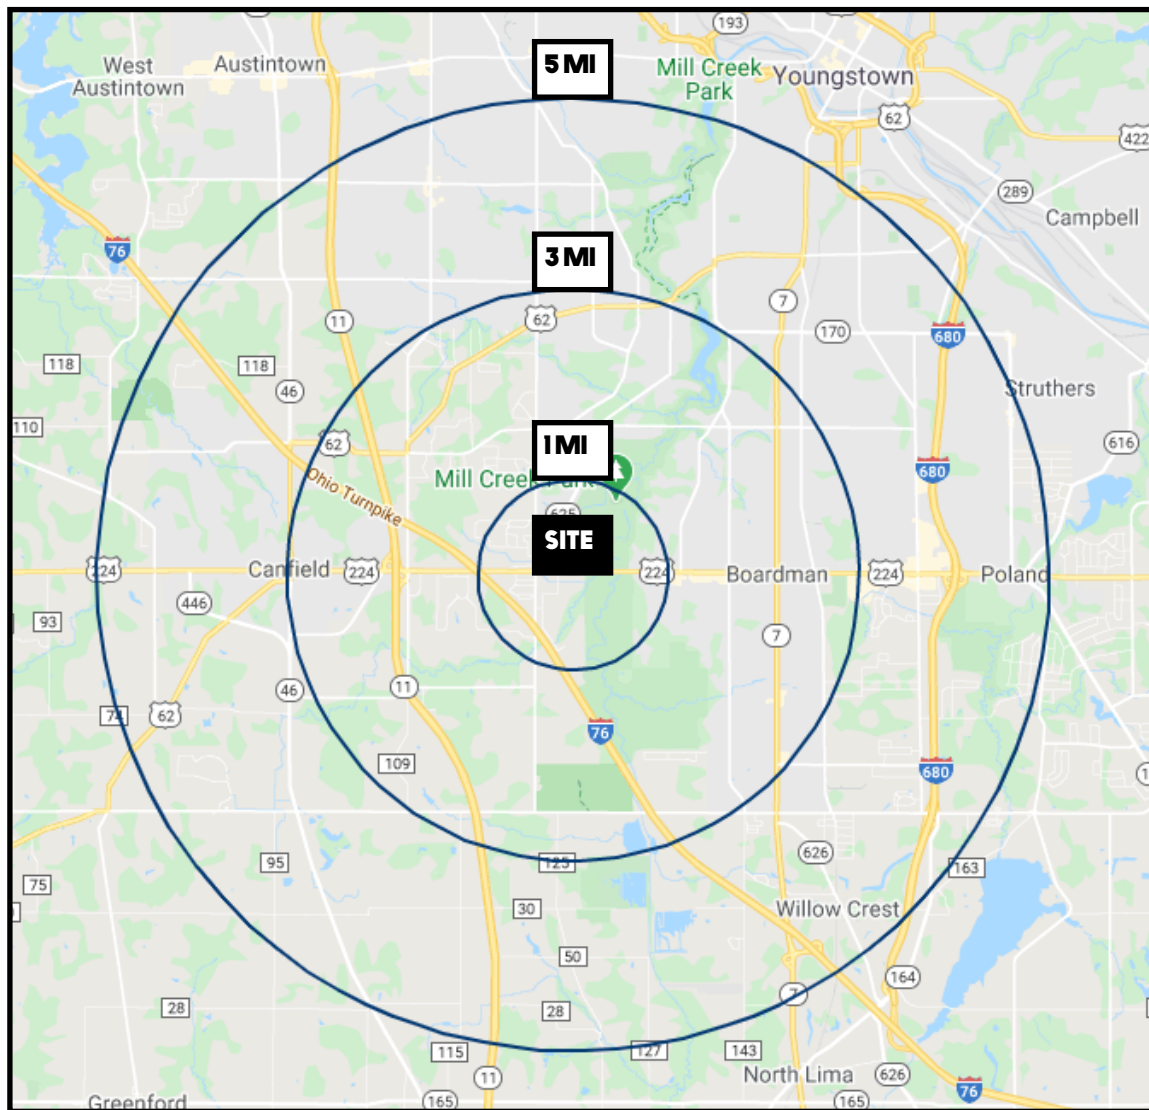 193
West
Austintown
Austintown
5 MI
Mill Creek
Park
Youngstown
62
422
289
Campbell
76
3 MI
7
11
62
170
680
118
118
46
Struthers
110
62
1 MI
616
680
Mill Creek Park
Ohio Turnpike
625
SITE
224
Canfield
224
224
Boardman
224
Poland
446
93
7
46
11
74
62
76
109
680
95
125
626
163
75
30
Willow Crest
50
164
7
28
28
115
127
143
11
North Lima
626
76
Greenford
165
165